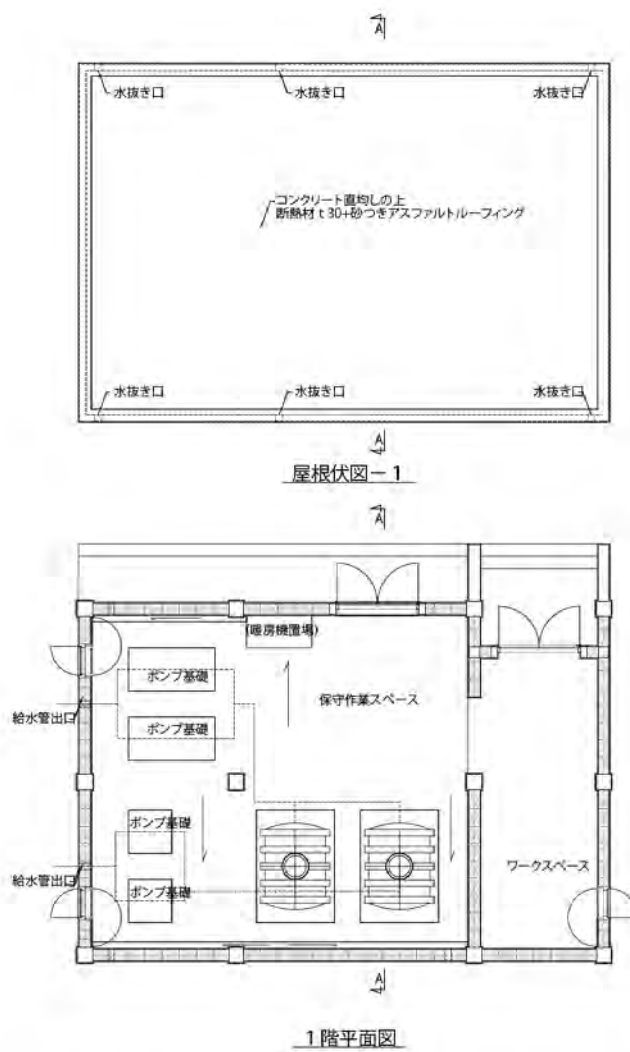 A
水抜き口
水抜き口
水抜き口
コンクリート直均しの上
断熱材 t 30+砂つきアスファルトルーフィング
水抜き口
水抜き口
水抜き口
A
屋根伏図－1
A
(暖房機置場)
ポンプ基礎
保守作業スペース
給水管出口
ポンプ基礎
ポンプ基礎
ワークスペース
給水管出口
ポンプ基礎
A
1階平面図